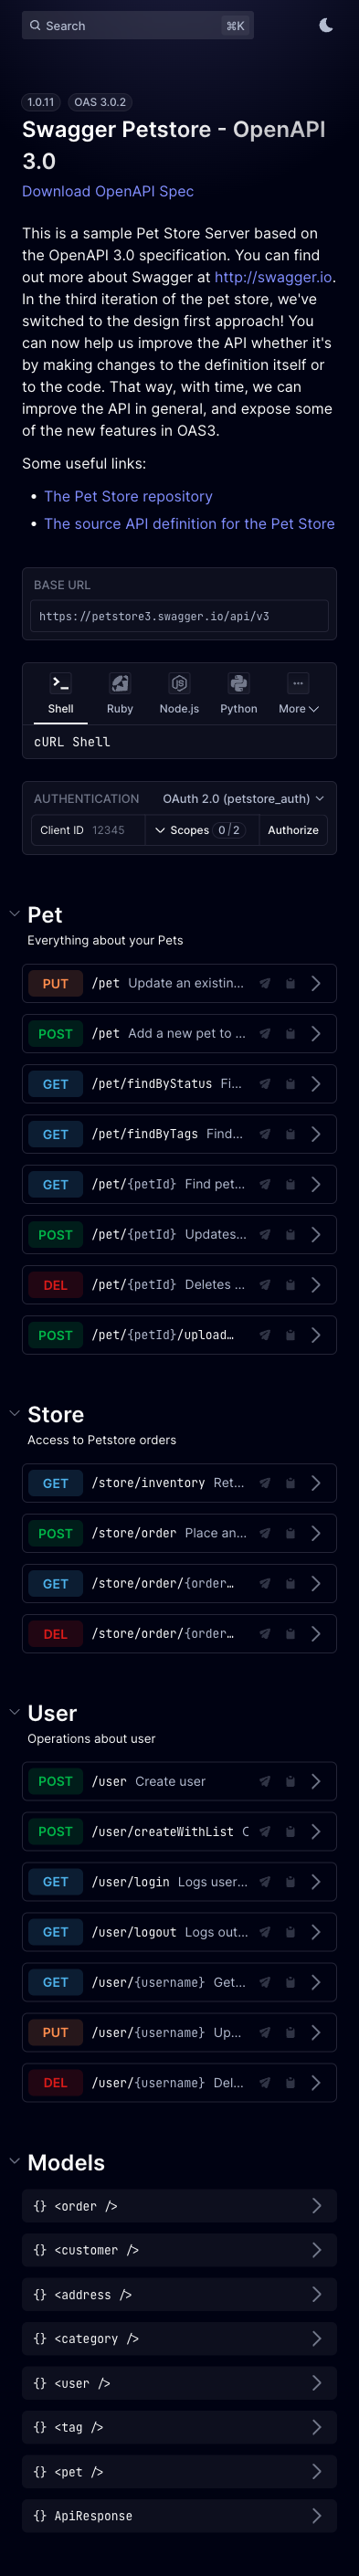 Search ⌘K
1.0.11 OAS 3.0.2
Swagger Petstore - OpenAPI
3.0
Download OpenAPI Spec
This is a sample Pet Store Server based on
the OpenAPI 3.0 specification. You can find
out more about Swagger at http://swagger.io.
In the third iteration of the pet store, we've
switched to the design first approach! You
can now help us improve the API whether it's
by making changes to the definition itself or
to the code. That way, with time, we can
improve the API in general, and expose some
of the new features in OAS3.
Some useful links:
• The Pet Store repository
• The source API definition for the Pet Store
BASE URL
https://petstore3.swagger.io/api/v3
Shell Ruby Node.js Python More
cURL Shell
AUTHENTICATION OAuth 2.0 (petstore_auth)
Client ID 12345 Scopes 0/2 Authorize
Pet
Everything about your Pets
PUT /pet Update an existin...
POST /pet Add a new pet to ...
GET /pet/findByStatus Fi...
GET /pet/findByTags Find...
GET /pet/{petId} Find pet...
POST /pet/{petId} Updates...
DEL /pet/{petId} Deletes ...
POST /pet/{petId}/upload…
Store
Access to Petstore orders
GET /store/inventory Ret...
POST /store/order Place an...
GET /store/order/{order…
DEL /store/order/{order…
User
Operations about user
POST /user Create user
POST /user/createWithList C
GET /user/login Logs user...
GET /user/logout Logs out...
GET /user/{username} Get...
PUT /user/{username} Up...
DEL /user/{username} Del...
Models
{} <order />
{} <customer />
{} <address />
{} <category />
{} <user />
{} <tag />
{} <pet />
{} ApiResponse